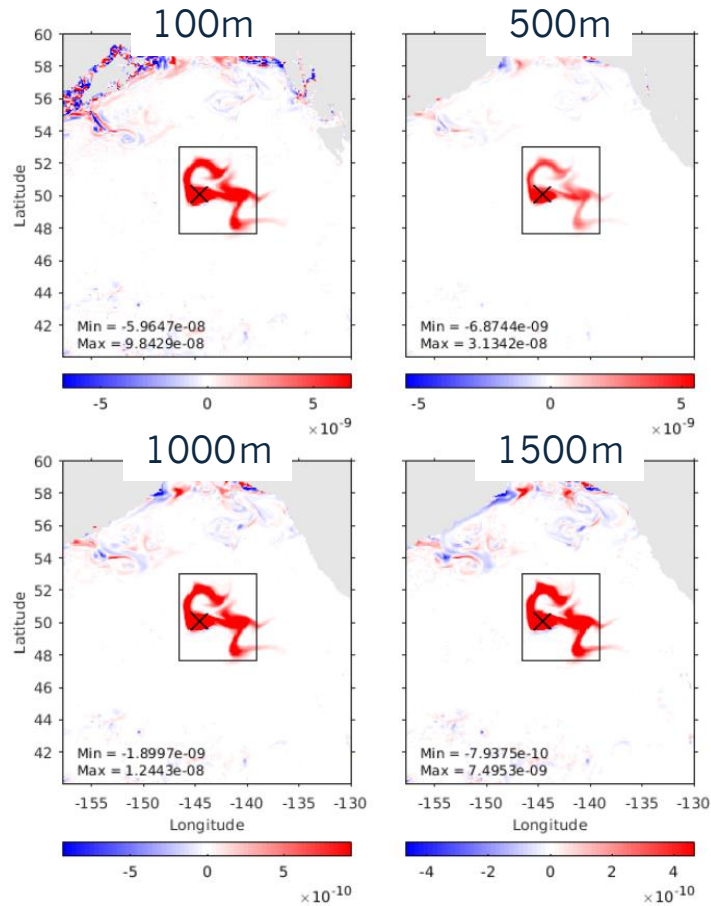 100m
500m
60
58
56
54
52
50
48
46
44
42
Latitude
Min = -5.9647e-08
Max = 9.8429e-08
Min = -6.8744e-09
Max = 3.1342e-08
-5 0 5
×10-9
-5 0 5
×10-9
1000m
1500m
60
58
56
54
52
50
48
46
44
42
Latitude
Min = -1.8997e-09
Max = 1.2443e-08
Min = -7.9375e-10
Max = 7.4953e-09
-155 -150 -145 -140 -135 -130
-155 -150 -145 -140 -135 -130
Longitude
Longitude
-5 0 5
×10-10
-4 -2 0 2 4
×10-10